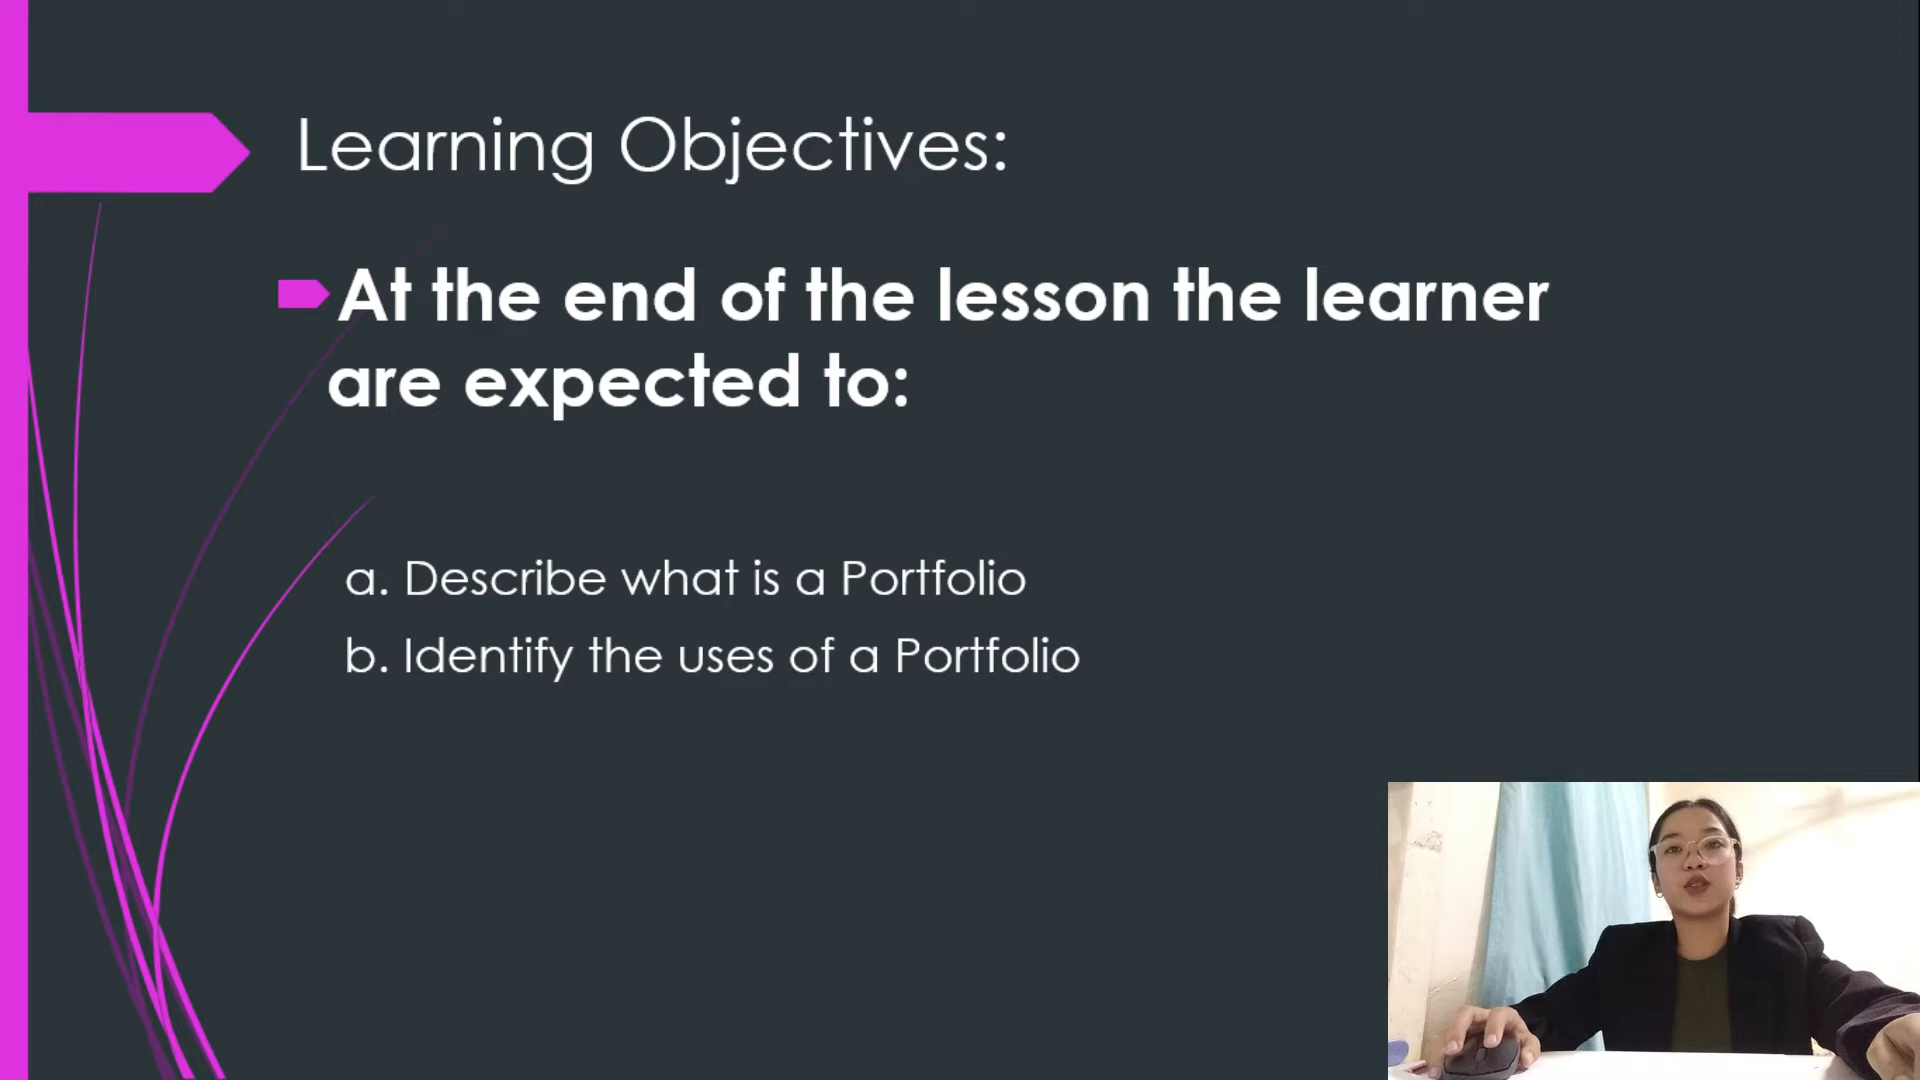 Learning Objectives:
At the end of the lesson the learner
are expected to:
a. Describe what is a Portfolio
b. Identify the uses of a Portfolio